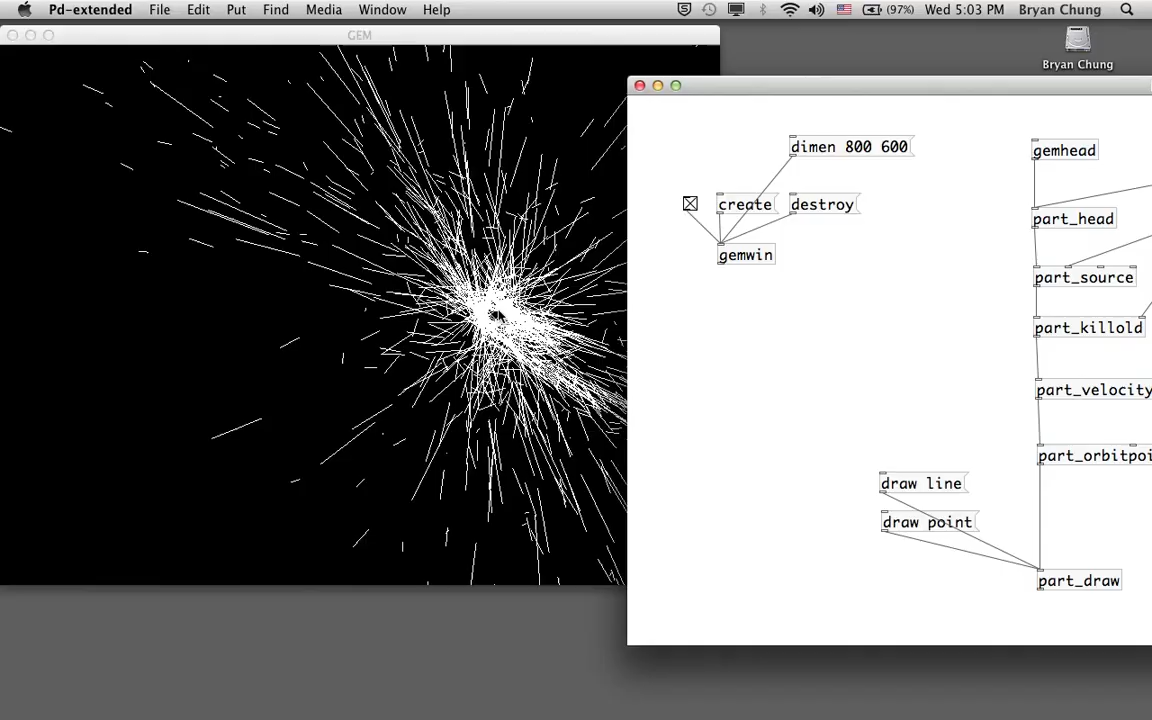 Pd-extended File Edit Put Find Media Window Help (97%) Wed 5:03 PM Bryan Chung
GEM
Bryan Chung
dimen 800 600
gemhead
create destroy
part_head
gemwin
part_source
part_killold
part_velocity
part_orbitpoi
draw line
draw point
part_draw